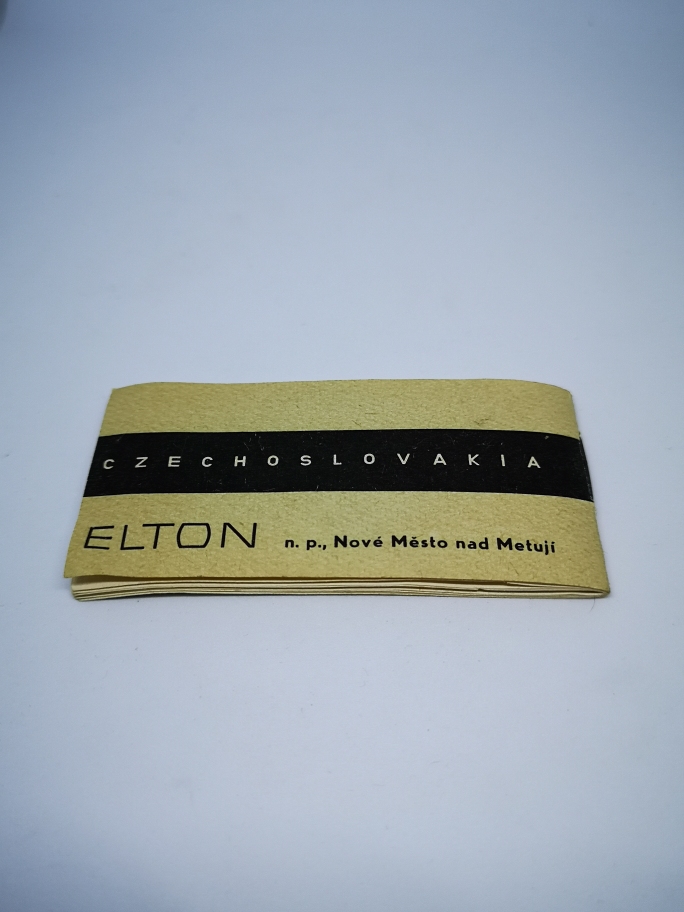 CZECHOSLOVAKIA
ELTON n. p., Nové Město nad Metují